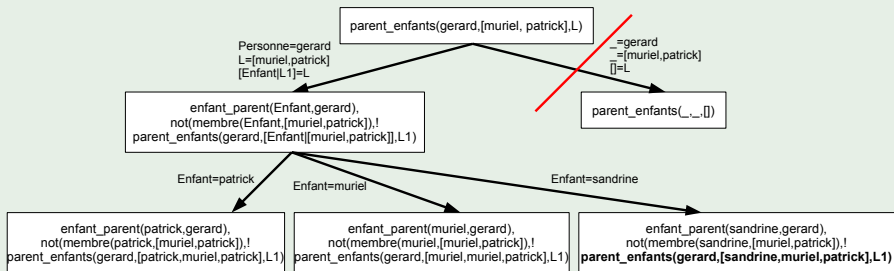 parent_enfants(gerard,[muriel, patrick],L)
Personne=gerard
L=[muriel,patrick]
[Enfant|L1]=L
_=gerard
_=[muriel,patrick]
[]=L
enfant_parent(Enfant,gerard),
not(membre(Enfant,[muriel,patrick]),!
parent_enfants(gerard,[Enfant|[muriel,patrick]],L1)
parent_enfants(_,_,[])
Enfant=patrick
Enfant=muriel
Enfant=sandrine
enfant_parent(patrick,gerard),
not(membre(patrick,[muriel,patrick]),!
parent_enfants(gerard,[patrick,muriel,patrick],L1)
enfant_parent(muriel,gerard),
not(membre(muriel,[muriel,patrick]),!
parent_enfants(gerard,[muriel,muriel,patrick],L1)
enfant_parent(sandrine,gerard),
not(membre(sandrine,[muriel,patrick]),!
parent_enfants(gerard,[sandrine,muriel,patrick],L1)